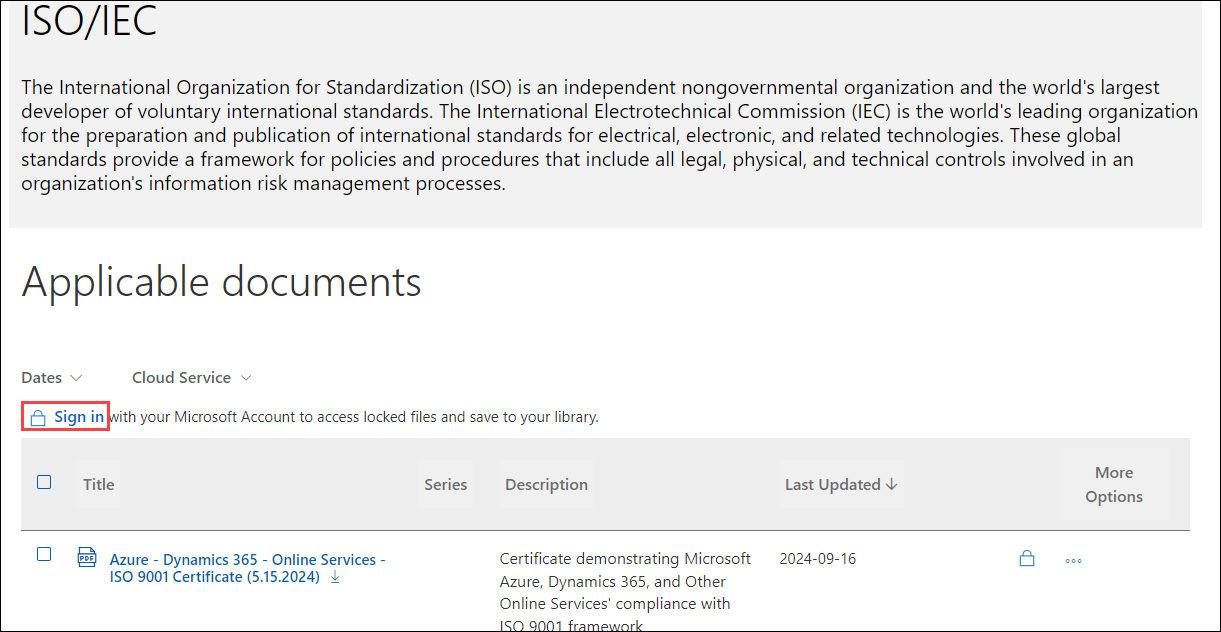 ISO/IEC
The International Organization for Standardization (ISO) is an independent nongovernmental organization and the world's largest
developer of voluntary international standards. The International Electrotechnical Commission (IEC) is the world's leading organization
for the preparation and publication of international standards for electrical, electronic, and related technologies. These global
standards provide a framework for policies and procedures that include all legal, physical, and technical controls involved in an
organization's information risk management processes.
Applicable documents
Dates Cloud Service
Sign in with your Microsoft Account to access locked files and save to your library.
Title Series Description Last Updated ↓ More
Options
PDF Azure - Dynamics 365 - Online Services - Certificate demonstrating Microsoft 2024-09-16
ISO 9001 Certificate (5.15.2024) Azure, Dynamics 365, and Other
Online Services' compliance with
ISO 9001 framework